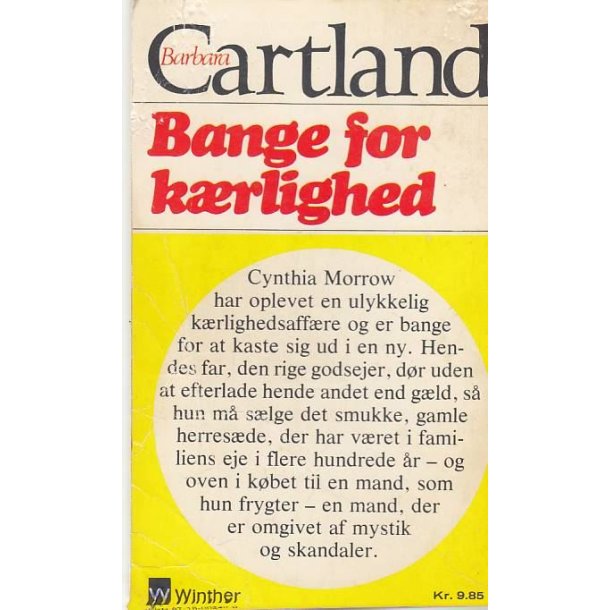 Barbara
Cartland
Bange for
kærlighed
Cynthia Morrow
har oplevet en ulykkelig
kærlighedsaffære og er bange
for at kaste sig ud i en ny. Hen-
des far, den rige godsejer, dør uden
at efterlade hende andet end gæld, så
hun må sælge det smukke, gamle
herresæde, der har været i fami-
liens eje i flere hundrede år – og
oven i købet til en mand, som
hun frygter – en mand, der
er omgivet af mystik
og skandaler.
Winther
Kr. 9.85